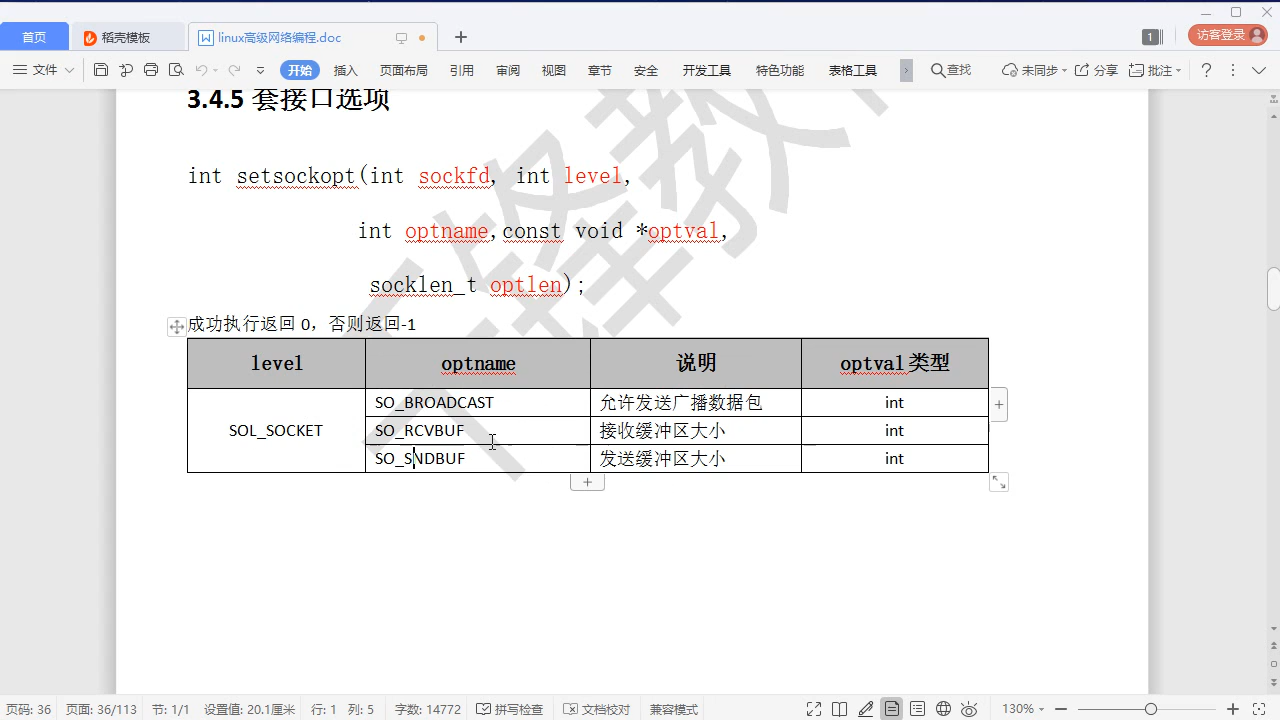 首页
稻壳模板
linux高级网络编程.doc
1
访客登录
文件
开始
插入
页面布局
引用
审阅
视图
章节
安全
开发工具
特色功能
表格工具
查找
未同步
分享
批注
3.4.5 套接口选项
int setsockopt(int sockfd, int level,
int optname,const void *optval,
socklen_t optlen);
成功执行返回 0，否则返回-1
level optname 说明 optval 类型
SOL_SOCKET SO_BROADCAST 允许发送广播数据包 int
SO_RCVBUF 接收缓冲区大小 int
SO_SNDBUF 发送缓冲区大小 int
页码: 36 页面: 36/113 节: 1/1 设置值: 20.1厘米 行: 1 列: 5 字数: 14772 拼写检查 文档校对 兼容模式 130%